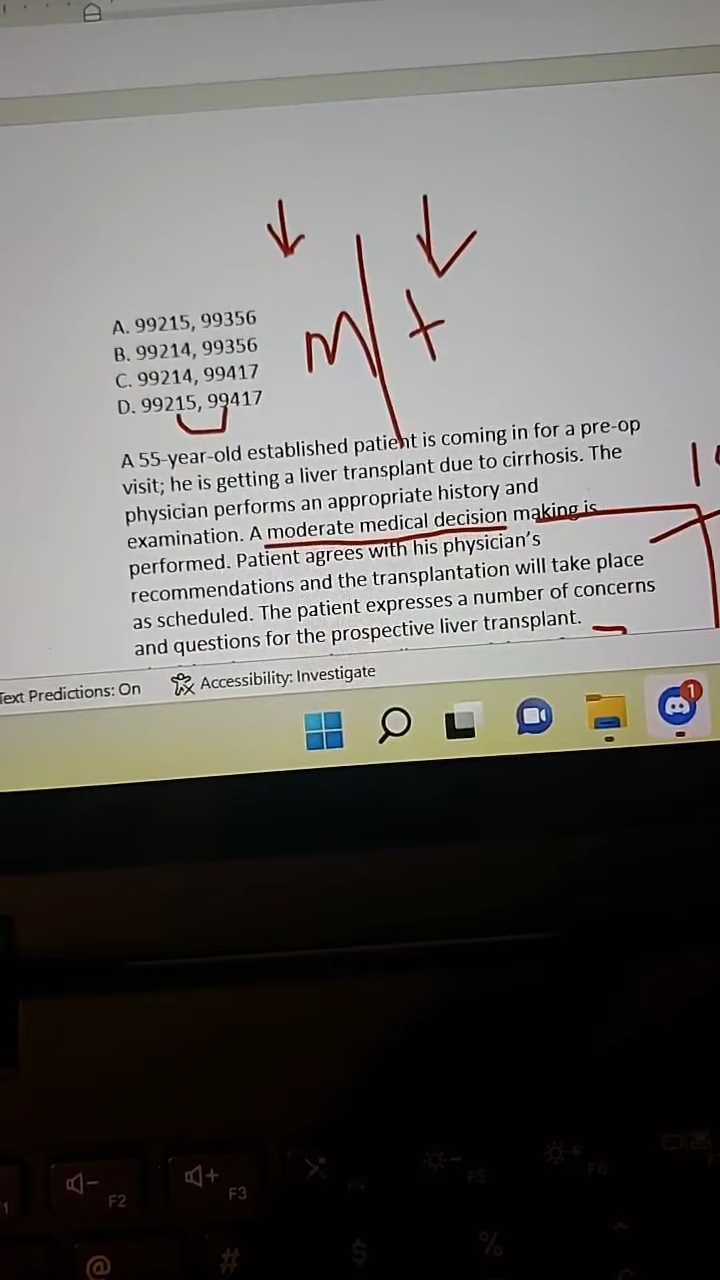 m/t
A. 99215, 99356
B. 99214, 99356
C. 99214, 99417
D. 99215, 99417
A 55-year-old established patient is coming in for a pre-op
visit; he is getting a liver transplant due to cirrhosis. The
physician performs an appropriate history and
examination. A moderate medical decision making is
performed. Patient agrees with his physician's
recommendations and the transplantation will take place
as scheduled. The patient expresses a number of concerns
and questions for the prospective liver transplant.
Text Predictions: On
Accessibility: Investigate
1
F2
F3
F5
F6
@
#
$
%